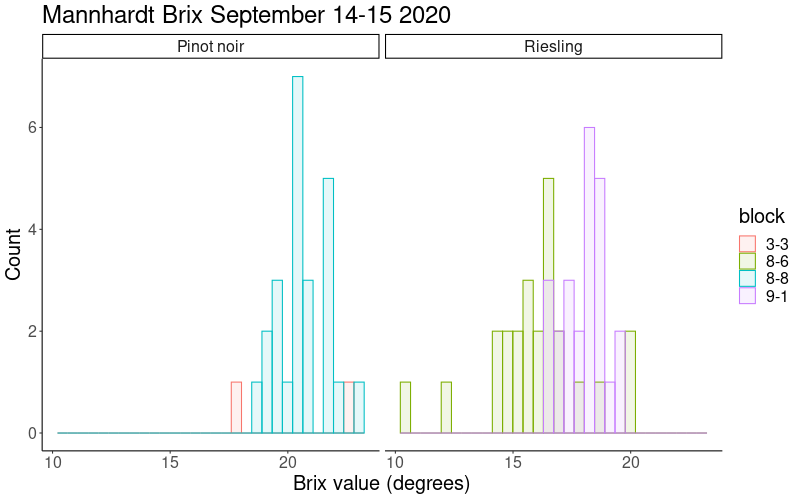 Mannhardt Brix September 14-15 2020
Pinot noir
Riesling
6
4
2
0
Count
10 15 20
10 15 20
Brix value (degrees)
block
3-3
8-6
8-8
9-1